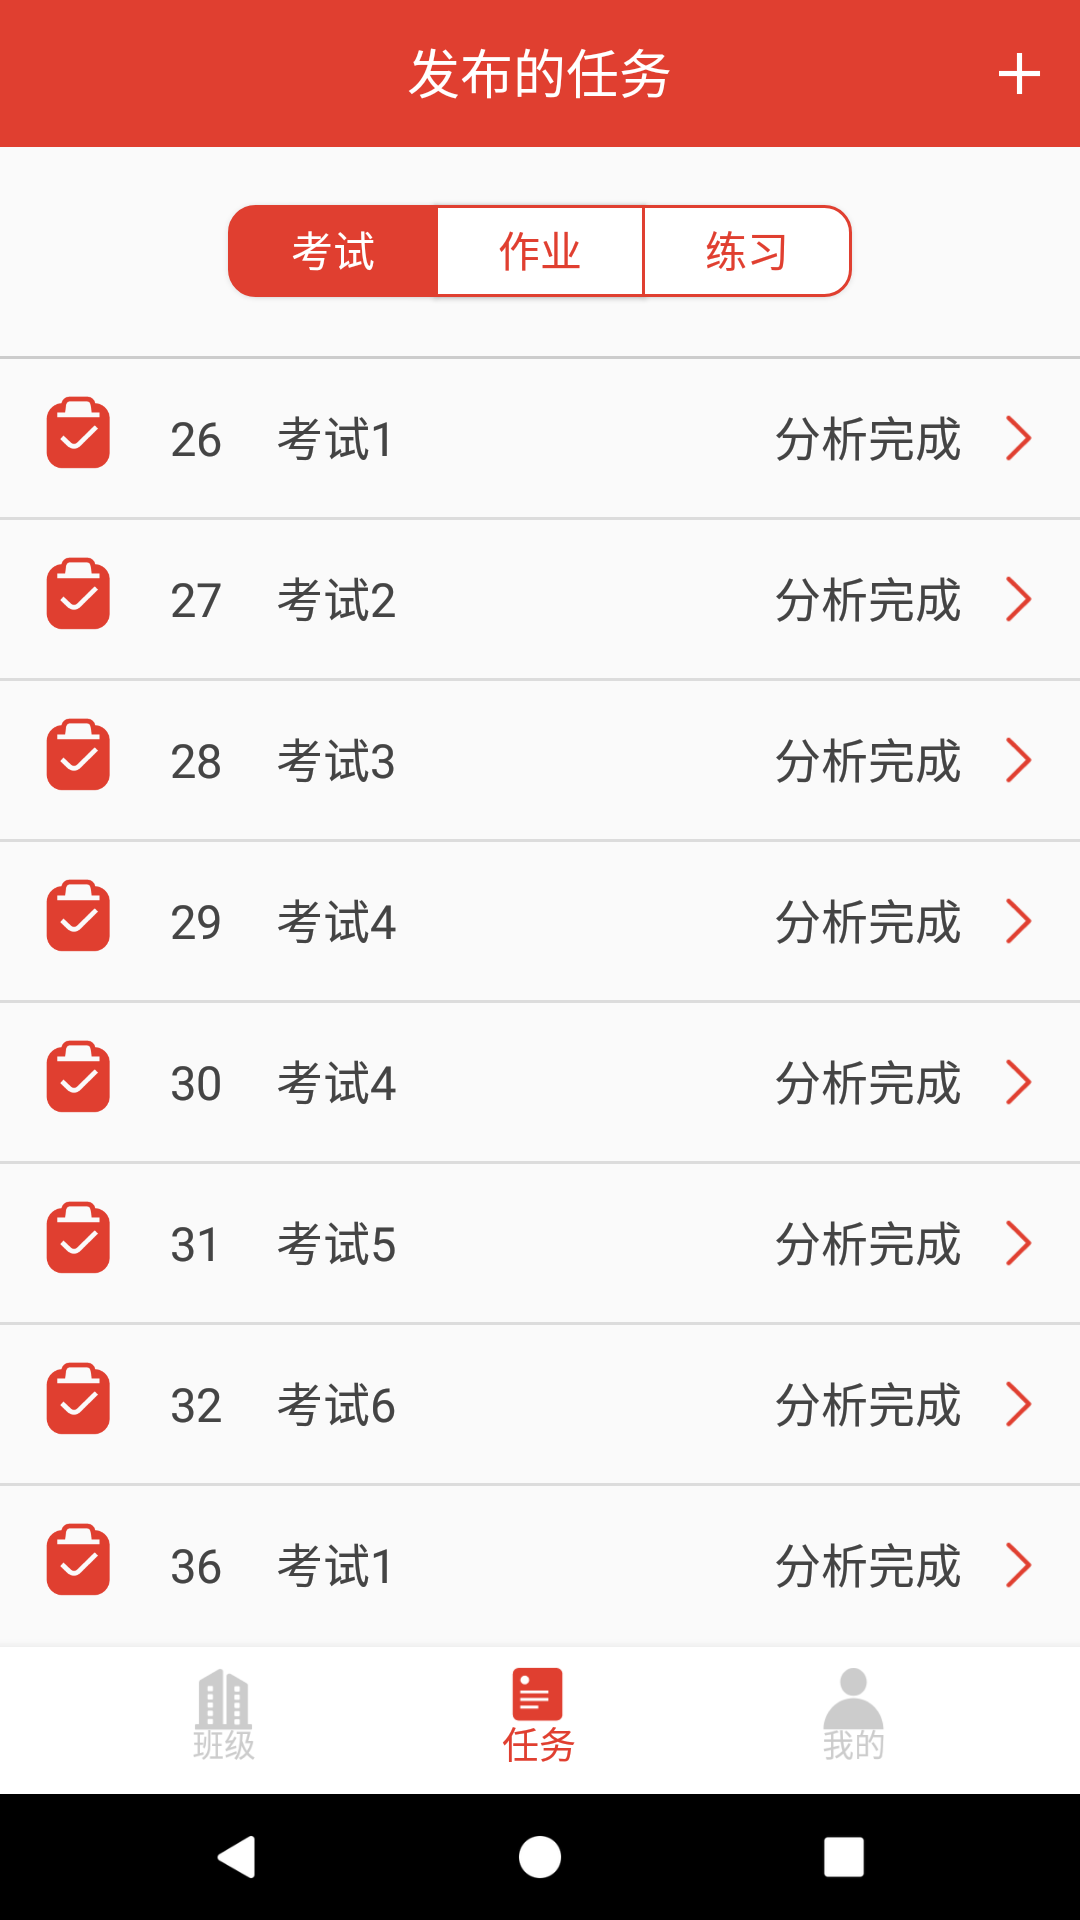 发布的任务
考试 作业 练习
26 考试1 分析完成
27 考试2 分析完成
28 考试3 分析完成
29 考试4 分析完成
30 考试4 分析完成
31 考试5 分析完成
32 考试6 分析完成
36 考试1 分析完成
班级 任务 我的